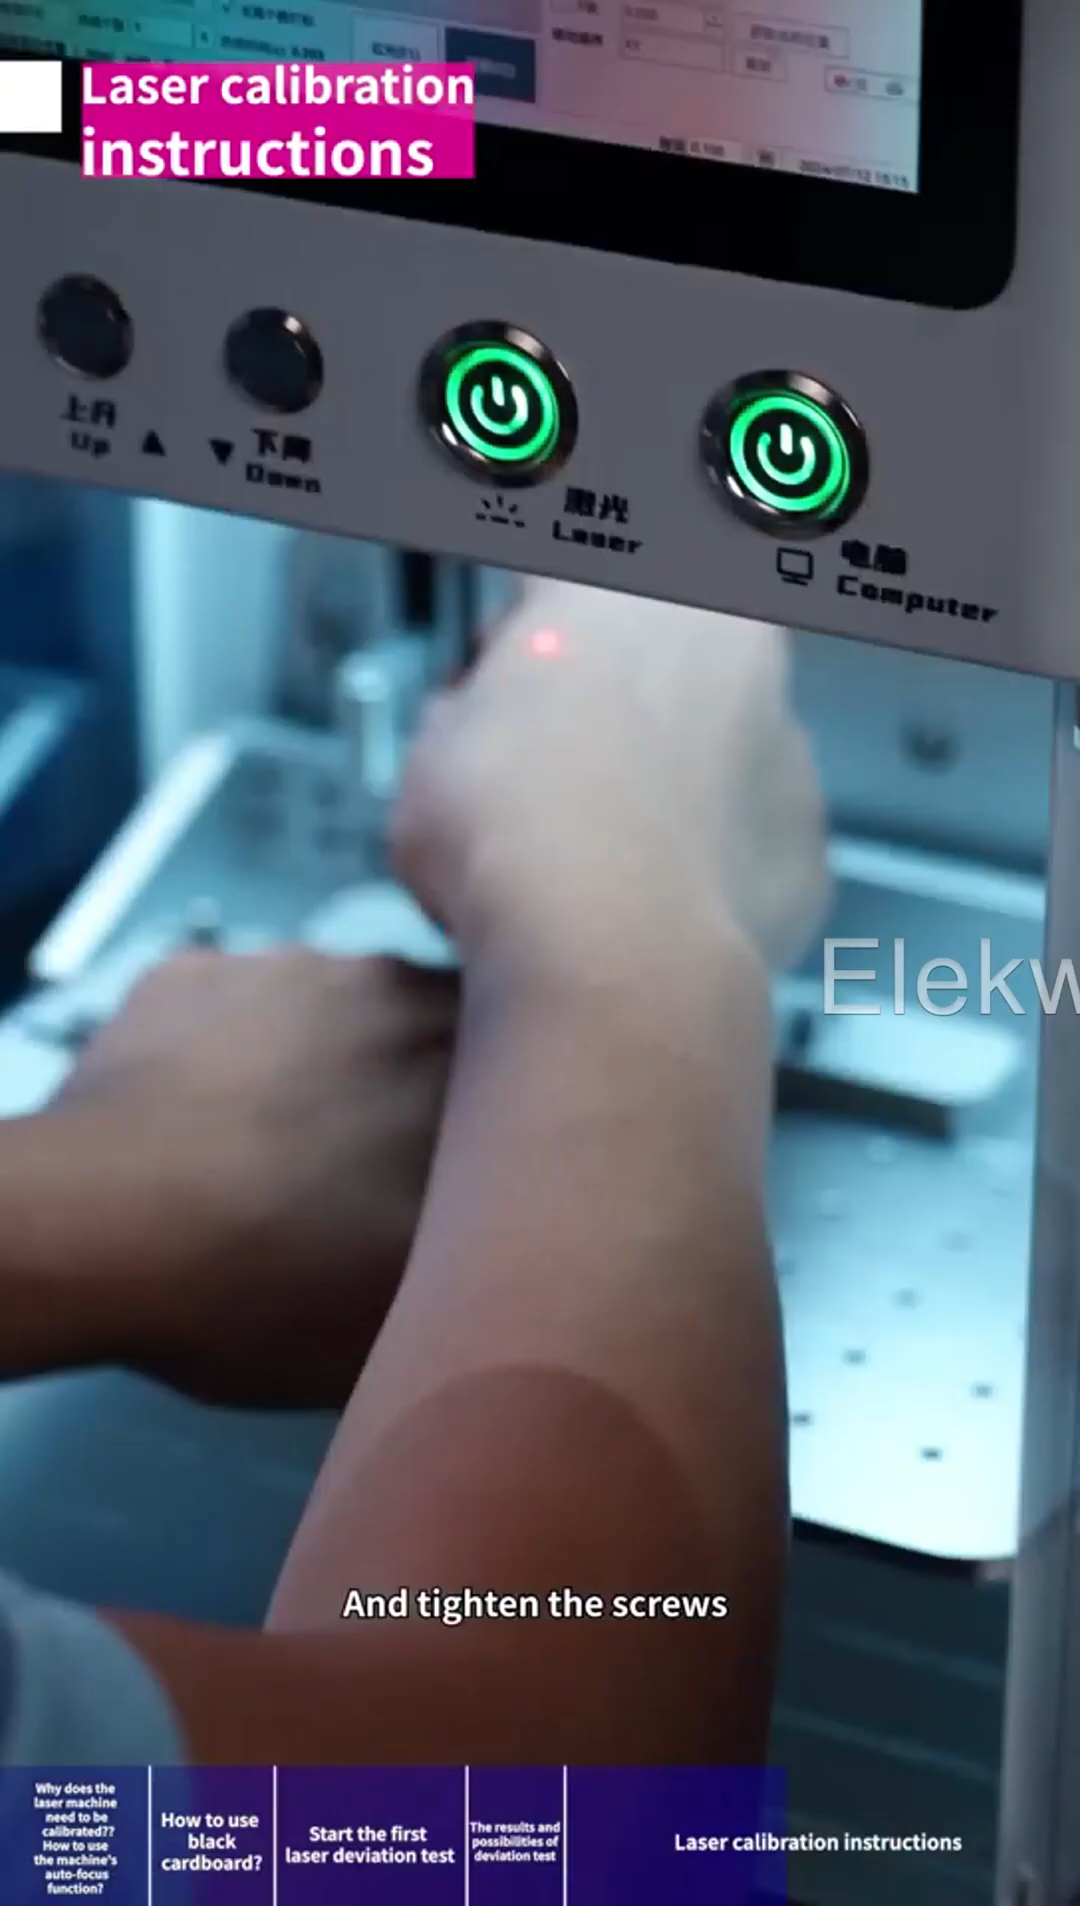 Laser calibration
instructions
上升
Up
下降
Down
激光
Laser
电脑
Computer
Elekw
And tighten the screws
Why does the
laser machine
need to be
calibrated??
How to use
the machine's
auto-focus
function?
How to use
black
cardboard?
Start the first
laser deviation test
The results and
possibilities of
deviation test
Laser calibration instructions